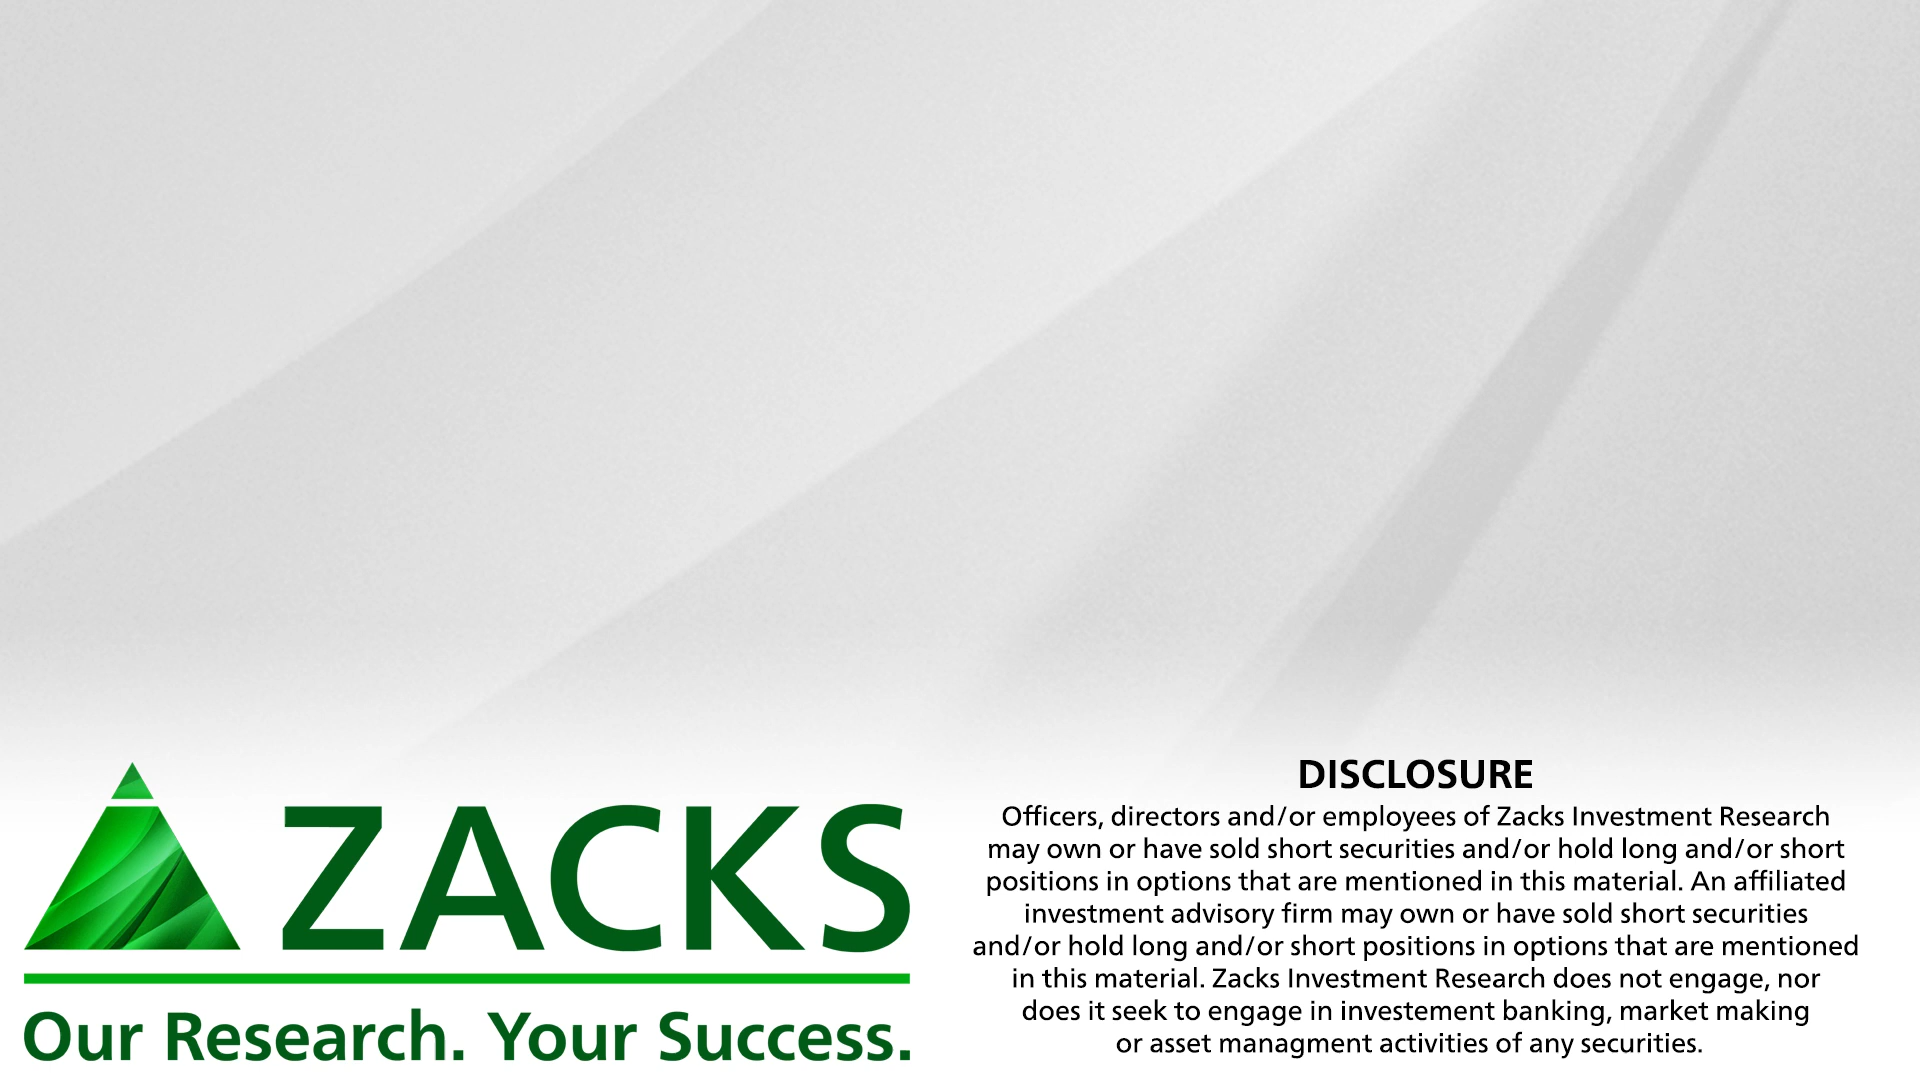 ZACKS
Our Research. Your Success.
DISCLOSURE
Officers, directors and/or employees of Zacks Investment Research
may own or have sold short securities and/or hold long and/or short
positions in options that are mentioned in this material. An affiliated
investment advisory firm may own or have sold short securities
and/or hold long and/or short positions in options that are mentioned
in this material. Zacks Investment Research does not engage, nor
does it seek to engage in investement banking, market making
or asset managment activities of any securities.